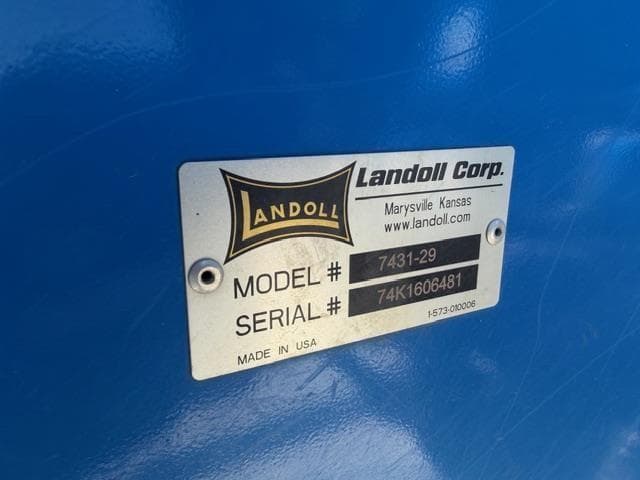 LANDOLL
Landoll Corp.
Marysville Kansas
www.landoll.com
MODEL # 7431-29
SERIAL # 74K1606481
1-573-010006
MADE IN USA